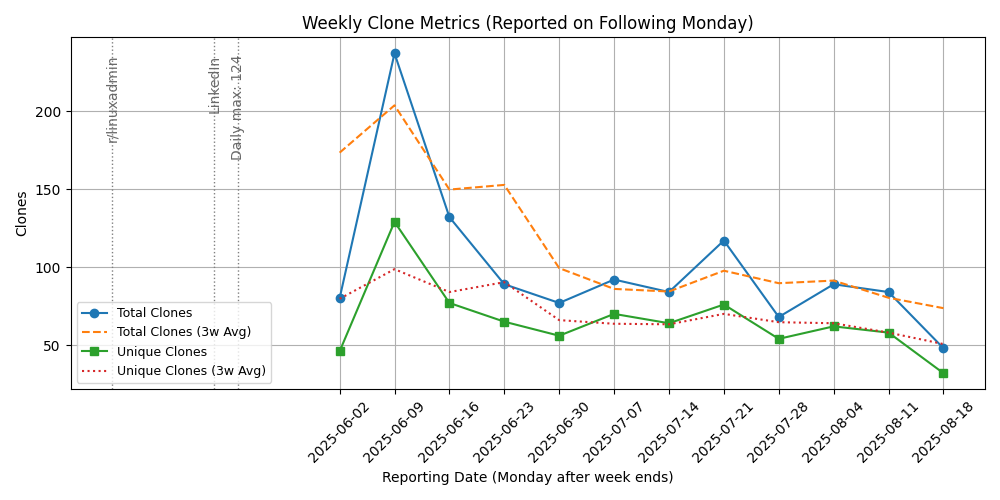 Weekly Clone Metrics (Reported on Following Monday)
r/linuxadmin
LinkedIn
Daily max: 124
Clones
200
150
100
50
Total Clones
Total Clones (3w Avg)
Unique Clones
Unique Clones (3w Avg)
2025-06-02
2025-06-09
2025-06-16
2025-06-23
2025-06-30
2025-07-07
2025-07-14
2025-07-21
2025-07-28
2025-08-04
2025-08-11
2025-08-18
Reporting Date (Monday after week ends)